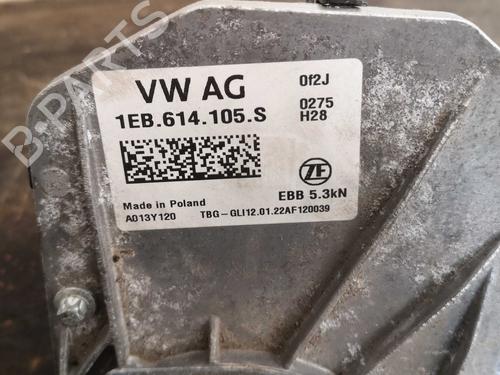 VW AG
0f2J
1EB.614.105.S
0275
H28
ZF
Made in Poland
EBB 5.3kN
A013Y120
TBG-GLI12.01.22AF120039
B-PARTS